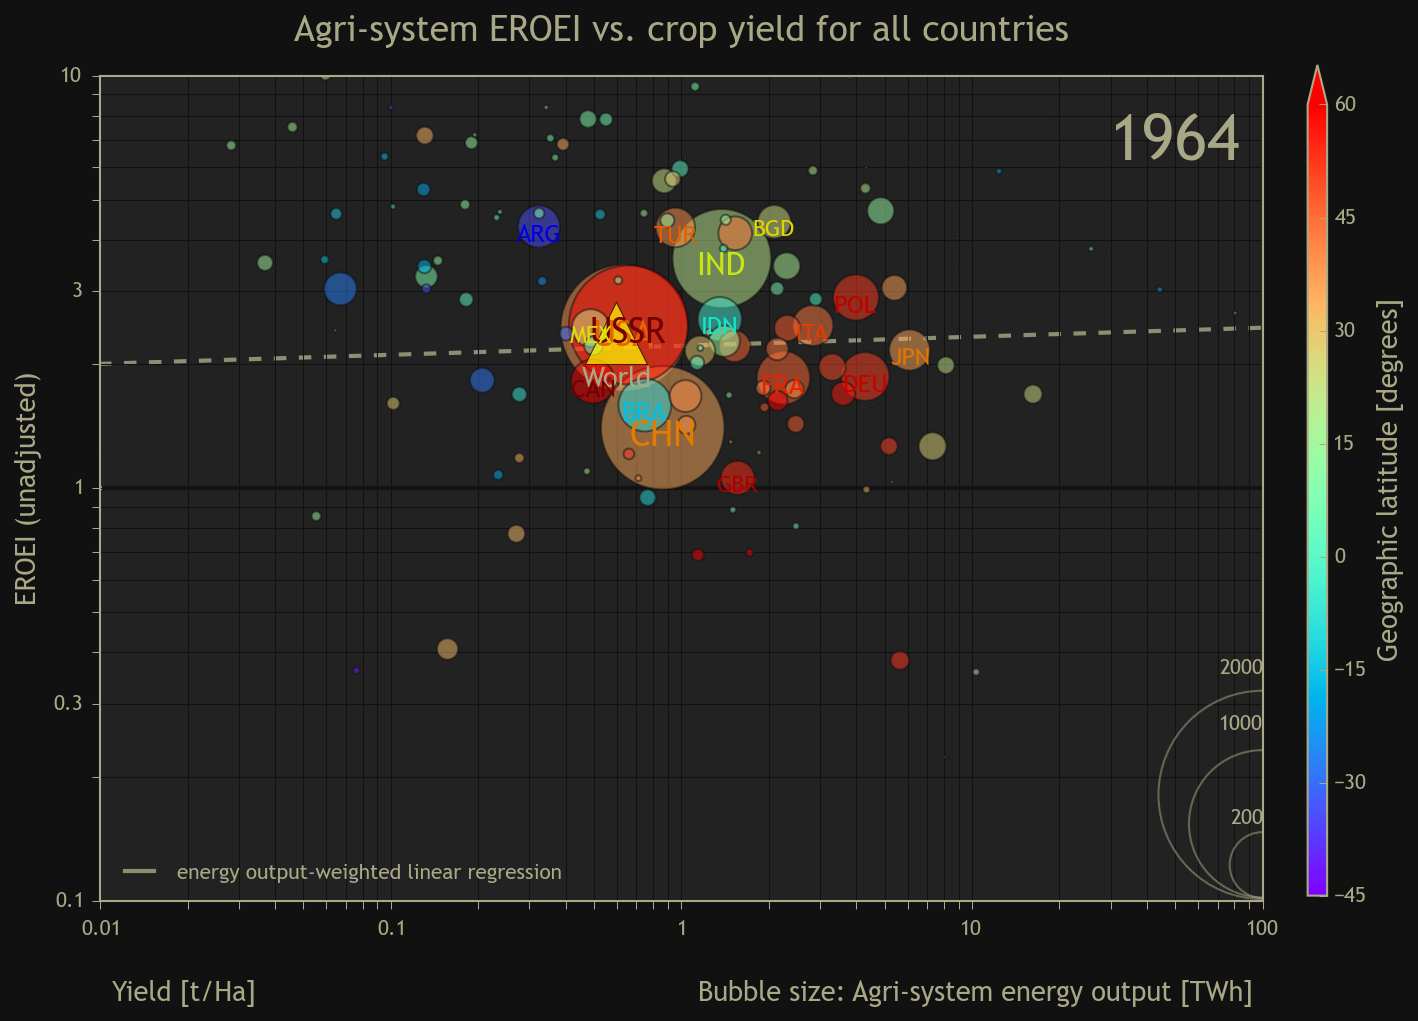 Agri-system EROEI vs. crop yield for all countries
1964
10
3
1
0.3
0.1
EROEI (unadjusted)
ARG
TUR
BGD
IND
POL
IDN
MEX
USSR
ITA
JPN
World
CAN
FRA
DEU
BRA
CHN
GBR
2000
1000
200
energy output-weighted linear regression
0.01
0.1
1
10
100
Yield [t/Ha]
Bubble size: Agri-system energy output [TWh]
60
45
30
15
0
−15
−30
−45
Geographic latitude [degrees]